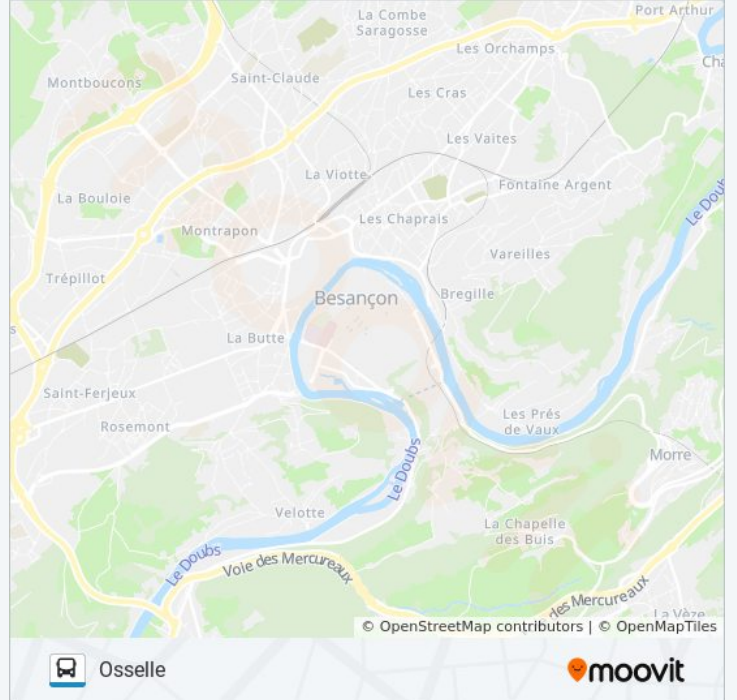 Port Arthur
La Combe
Saragosse
Les Orchamps
Montboucons
Saint-Claude
Les Cras
Les Vaites
La Viotte
Fontaine Argent
La Bouloie
Le Doubs
Les Chaprais
Montrapon
Vareilles
Trépillot
Besançon
Bregille
La Butte
Saint-Ferjeux
Rosemont
Les Prés
de Vaux
Morre
Le Doubs
Velotte
La Chapelle
des Buis
Le Doubs
Voie des Mercureaux
des Mercureaux
La Vèze
© OpenStreetMap contributors | © OpenMapTiles
Osselle
moovit